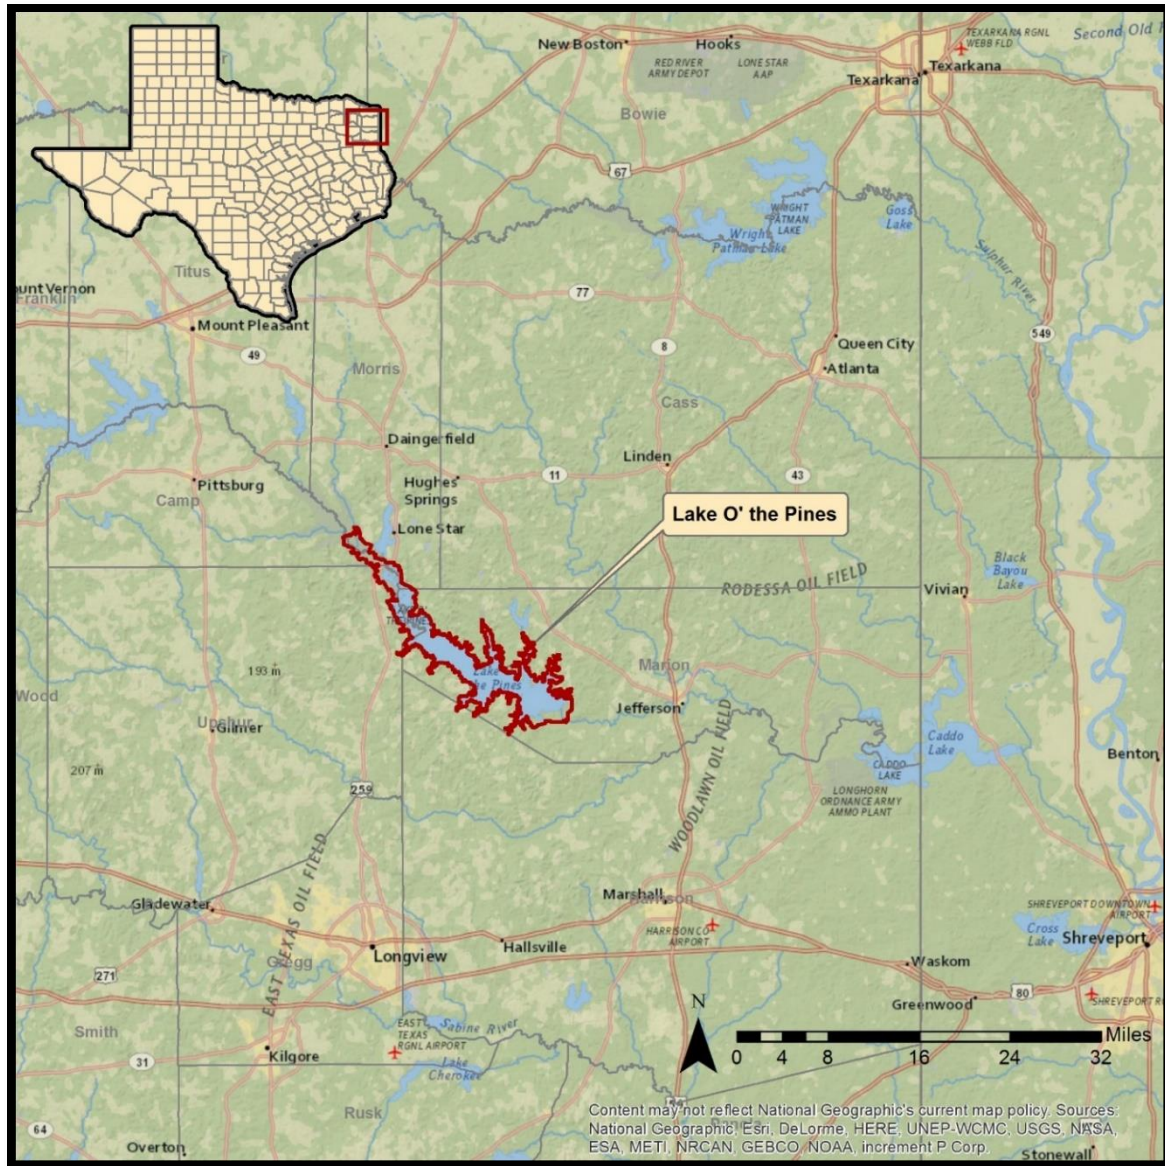 TEXARKANA RGNL
WEBB FLD
New Boston
Hooks
RED RIVER
ARMY DEPOT
LONE STAR
AAP
Texarkana
Texarkana
Bowie
67
WRIGHT
PATMAN
LAKE
Wright
Patman Lake
Goss
Lake
Sulphur River
Titus
unt Vernon
Franklin
Mount Pleasant
77
49
8
549
Queen City
Atlanta
Morris
Cass
Daingerfield
Linden
11
43
Hughes
Springs
Pittsburg
Camp
Lone Star
Lake O' the Pines
Black
Bayou
Lake
RODESSA OIL FIELD
Vivian
193 m
Lake
the Pines
Marion
Wood
Jefferson
Upshur
Gilmer
WOODLAWN OIL FIELD
Caddo
Lake
CADDO
LAKE
Benton
207 m
259
LONGHORN
ORDNANCE ARMY
AMMO PLANT
EAST TEXAS OIL FIELD
Marshall
Harrison
Gladewater
SHREVEPORT DOWNTOWN
AIRPORT
HARRISON CO
AIRPORT
Cross
Lake
Shreveport
Hallsville
Longview
Gregg
Waskom
271
80
Greenwood
SHREVEPORT R
N
Smith
EAST
TEXAS
RGNL AIRPORT
Sabine River
Miles
0 4 8 16 24 32
31
Kilgore
Lake
Cherokee
Rusk
Content may not reflect National Geographic's current map policy. Sources:
National Geographic, Esri, DeLorme, HERE, UNEP-WCMC, USGS, NASA,
ESA, METI, NRCAN, GEBCO, NOAA, increment P Corp.
64
Overton
Stonewall